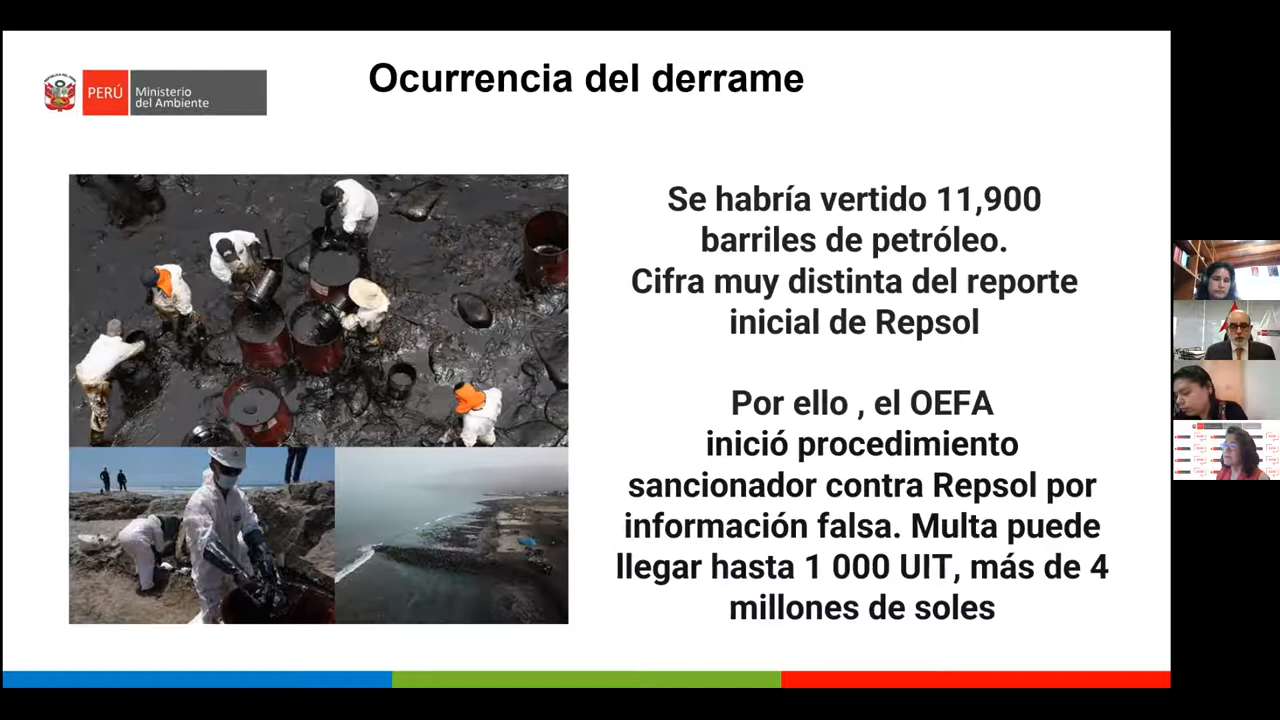 Ocurrencia del derrame
PERÚ
Ministerio
del Ambiente
Se habría vertido 11,900
barriles de petróleo.
Cifra muy distinta del reporte
inicial de Repsol
Por ello , el OEFA
inició procedimiento
sancionador contra Repsol por
información falsa. Multa puede
llegar hasta 1 000 UIT, más de 4
millones de soles